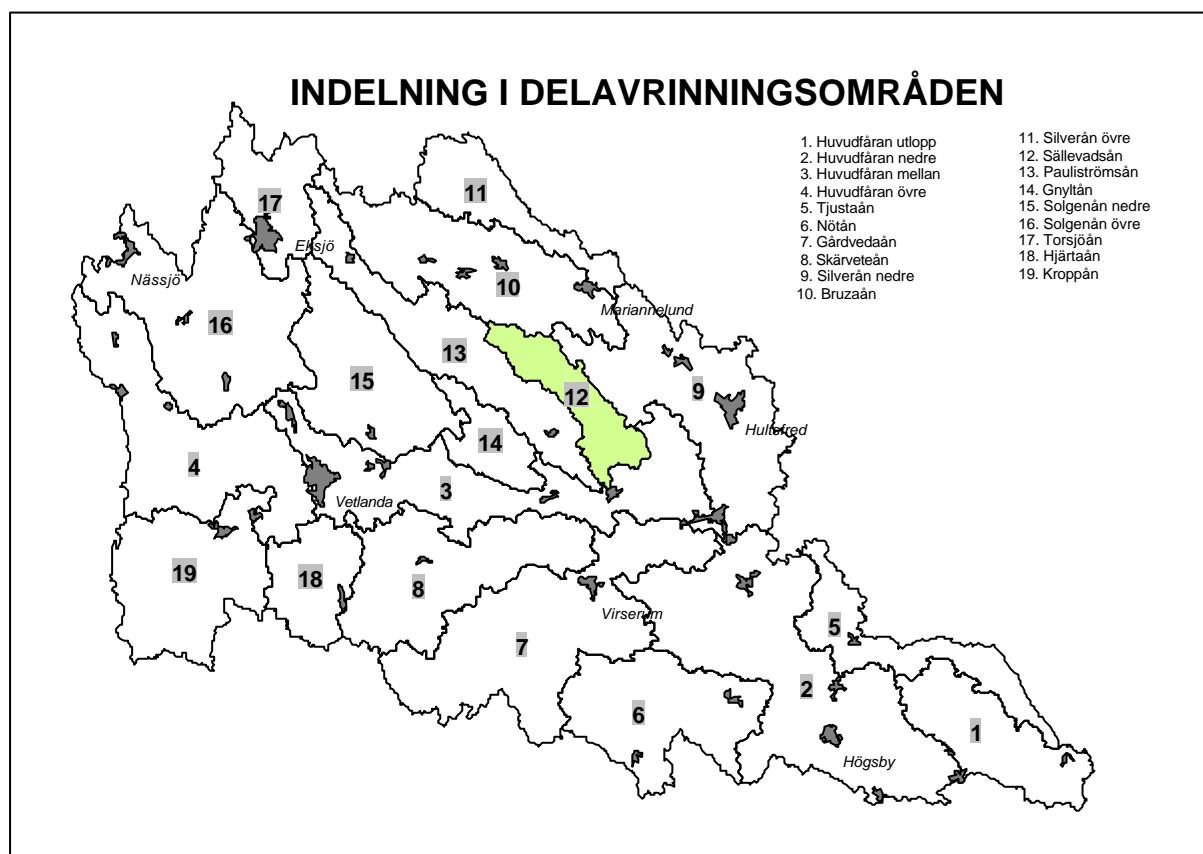 INDELNING I DELAVRINNINGSOMRÅDEN
1. Huvudfåran utlopp
2. Huvudfåran nedre
3. Huvudfåran mellan
4. Huvudfåran övre
5. Tjustaån
6. Nötån
7. Gårdvedaån
8. Skärveteån
9. Silverån nedre
10. Bruzaån
11. Silverån övre
12. Sällevadsån
13. Pauliströmsån
14. Gnyltån
15. Solgenån nedre
16. Solgenån övre
17. Torsjöån
18. Hjärtaån
19. Kroppån
11
17
Eksjö
Nässjö
10
Mariannelund
16
13
15
12
9
Hultsfred
14
4
3
Vetlanda
19
18
8
Virserum
5
7
2
6
1
Högsby